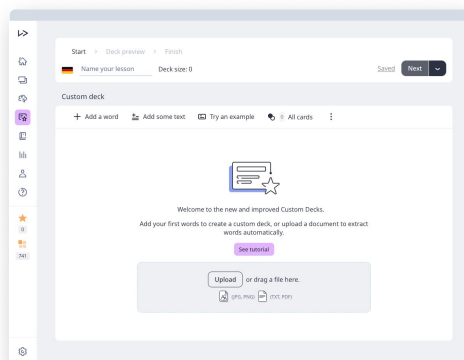 Start > Deck preview > Finish
Name your lesson Deck size: 0 Saved Next
Custom deck
+ Add a word Add some text Try an example 0 All cards
Welcome to the new and improved Custom Decks.
Add your first words to create a custom deck, or upload a document to extract
words automatically.
See tutorial
Upload or drag a file here.
(JPG, PNG) (TXT, PDF)
0
741